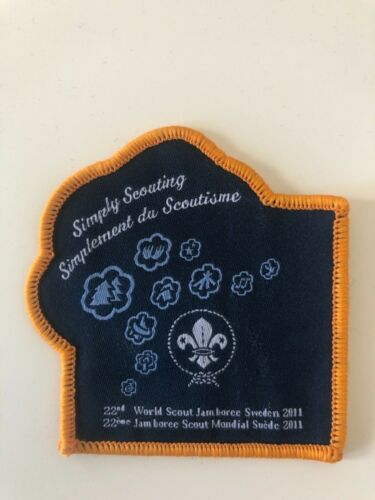 Simply Scouting
Simplement du Scoutisme
22nd World Scout Jamboree Sweden 2011
22ème Jamboree Scout Mondial Suède 2011